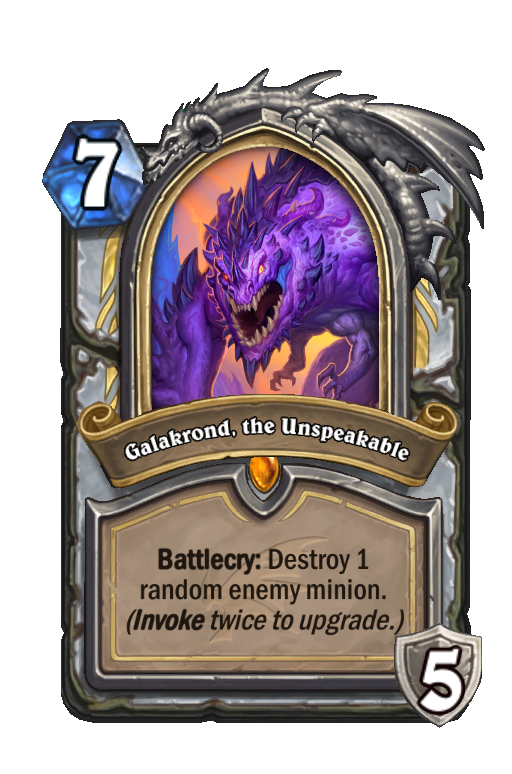 7
Galakrond, the Unspeakable
Battlecry: Destroy 1
random enemy minion.
(Invoke twice to upgrade.)
5